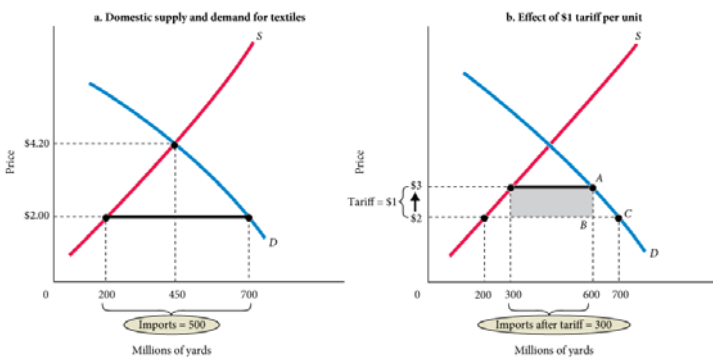 a. Domestic supply and demand for textiles
S
$4.20
Price
$2.00
D
0
200
450
700
Imports = 500
Millions of yards
b. Effect of $1 tariff per unit
S
Price
$3
A
Tariff = $1
$2
B
C
D
0
200
300
600
700
Imports after tariff = 300
Millions of yards